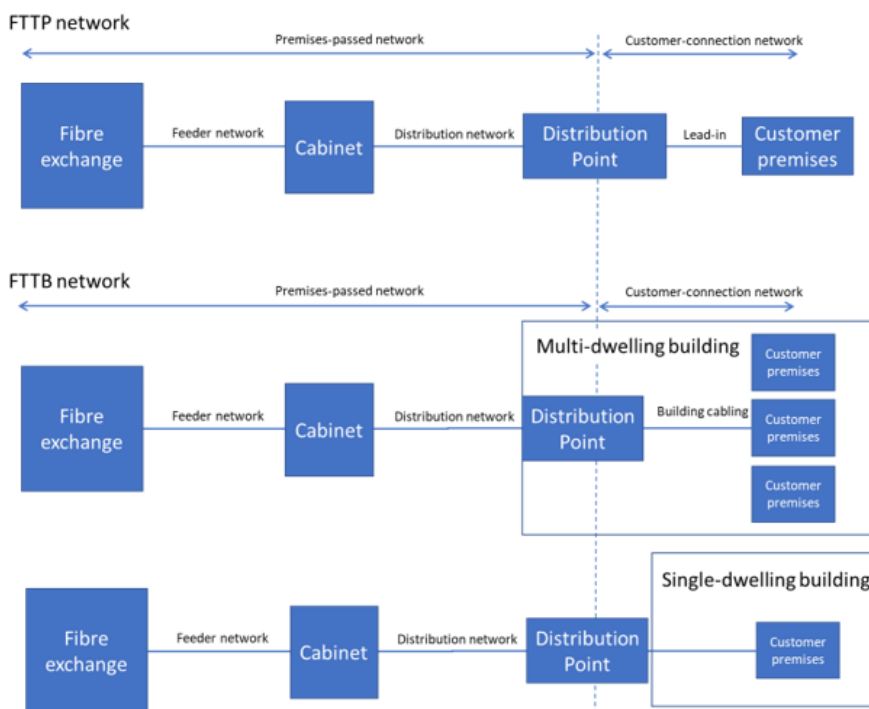 FTTP network
Premises-passed network
Customer-connection network
Fibre
exchange
Feeder network
Cabinet
Distribution network
Distribution
Point
Lead-in
Customer
premises
FTTB network
Premises-passed network
Customer-connection network
Multi-dwelling building
Fibre
exchange
Feeder network
Cabinet
Distribution network
Distribution
Point
Building cabling
Customer
premises
Customer
premises
Customer
premises
Single-dwelling building
Fibre
exchange
Feeder network
Cabinet
Distribution network
Distribution
Point
Customer
premises